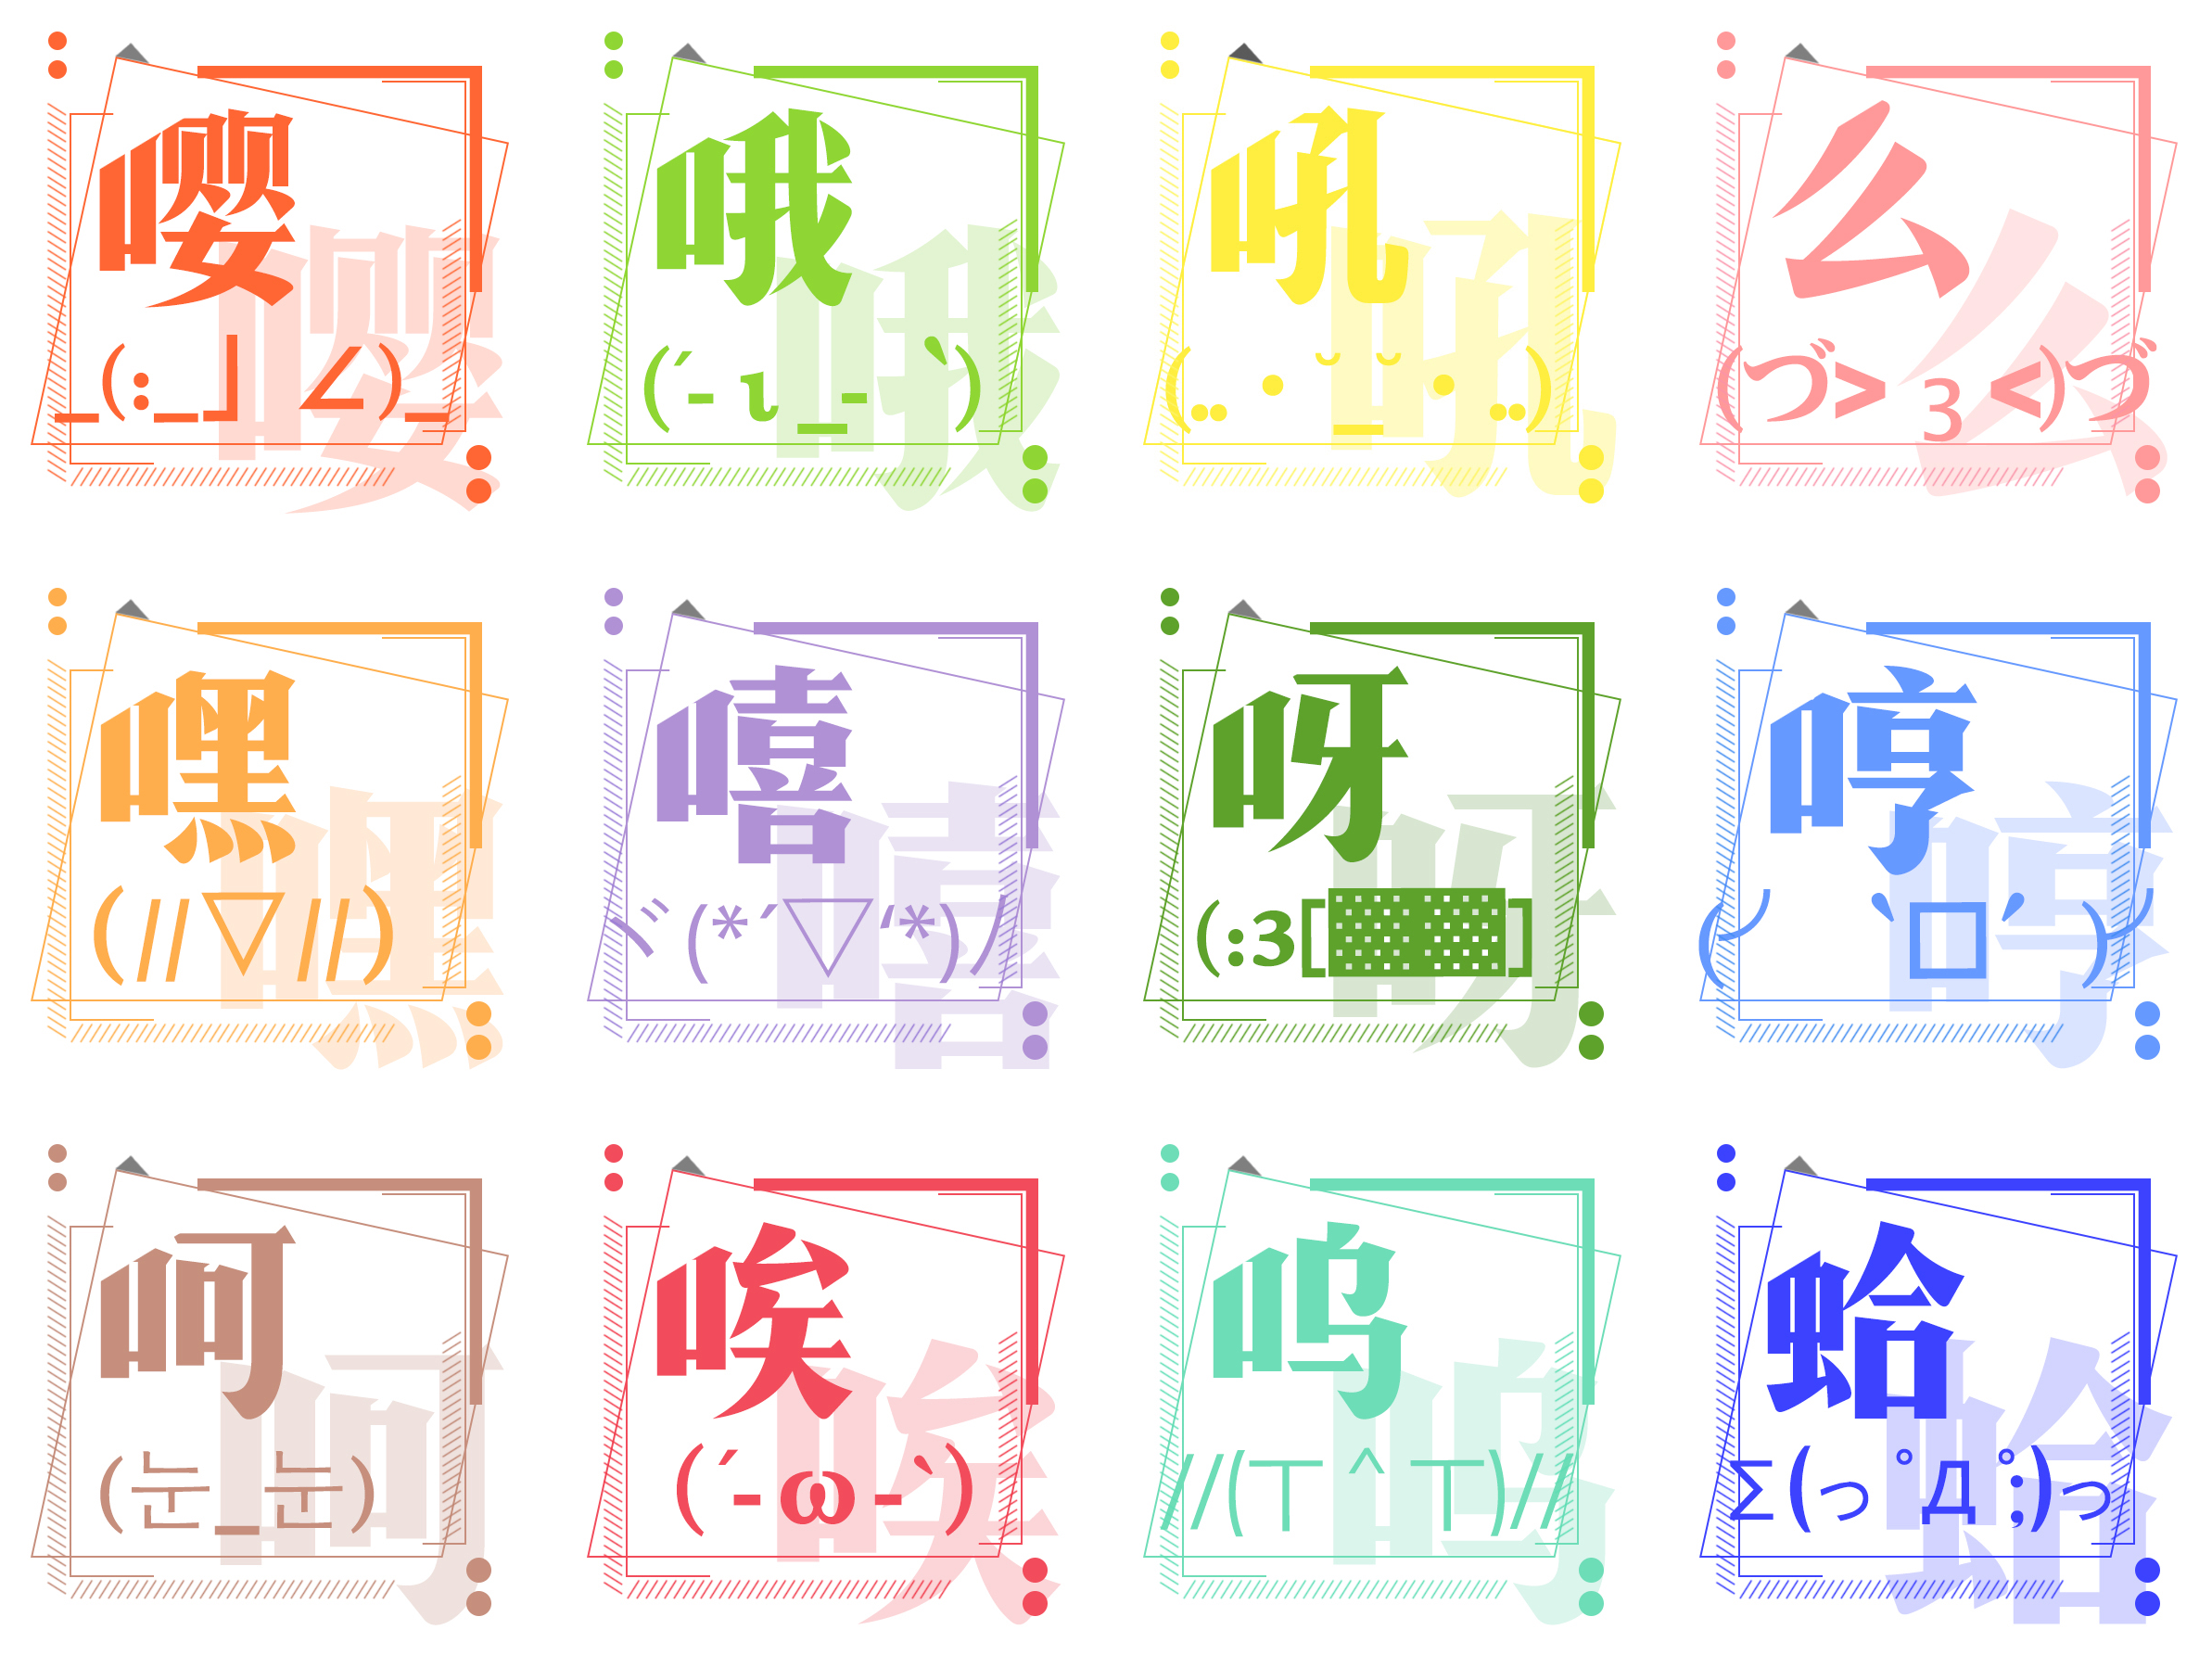 嘤
_(:_」∠)_
哦
(´-ι_-｀)
吼
(..•˘_˘•..)
么
(づ>３<)づ
嘿
(//▽//)
嘻
ヾ(*´▽‘*)ﾉ
呀
(:3[▓▓]
哼
(╯‵□′)╯
呵
(눈_눈)
唉
(´-ω-｀)
呜
//(ㄒ^ㄒ)//
蛤
Σ(っ°Д°;)っ